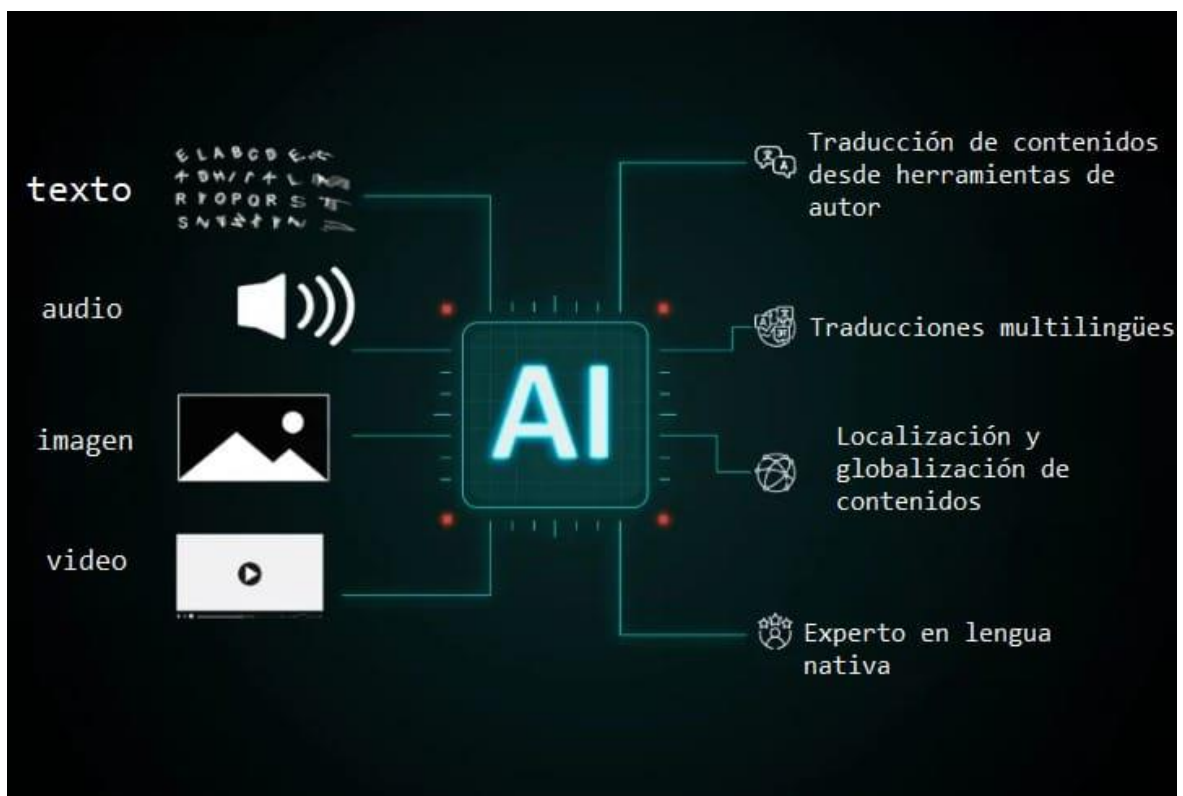 texto
E L A B C D E
R Y O P Q R S
audio
imagen
video
AI
Traducción de contenidos
desde herramientas de
autor
Traducciones multilingües
Localización y
globalización de
contenidos
Experto en lengua
nativa